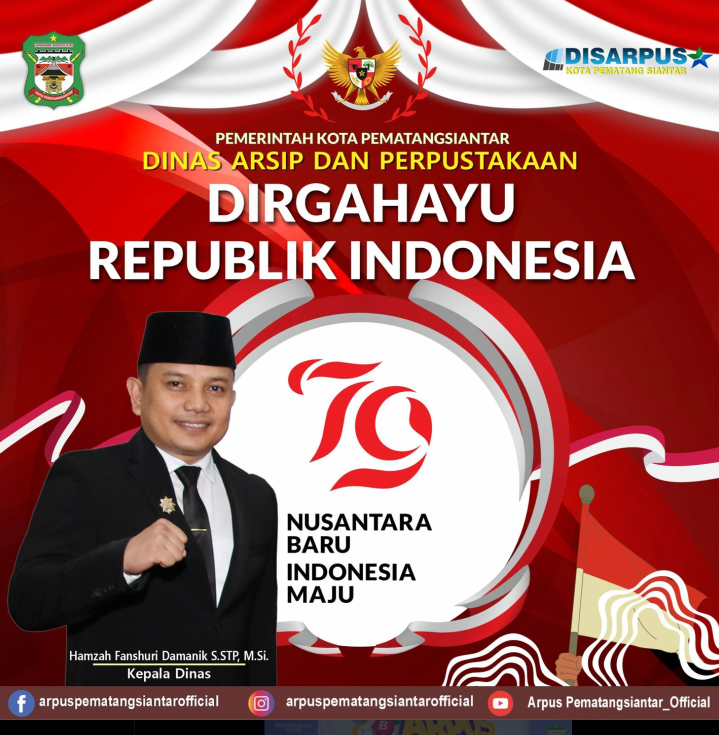 DISARPUS
KOTA PEMATANG SIANTAR
PEMERINTAH KOTA PEMATANGSIANTAR
DINAS ARSIP DAN PERPUSTAKAAN
DIRGAHAYU
REPUBLIK INDONESIA
79
NUSANTARA
BARU
INDONESIA
MAJU
Hamzah Fanshuri Damanik S.STP, M.Si.
Kepala Dinas
arpuspematangsiantarofficial
arpuspematangsiantarofficial
Arpus Pematangsiantar_Official
ARPUS